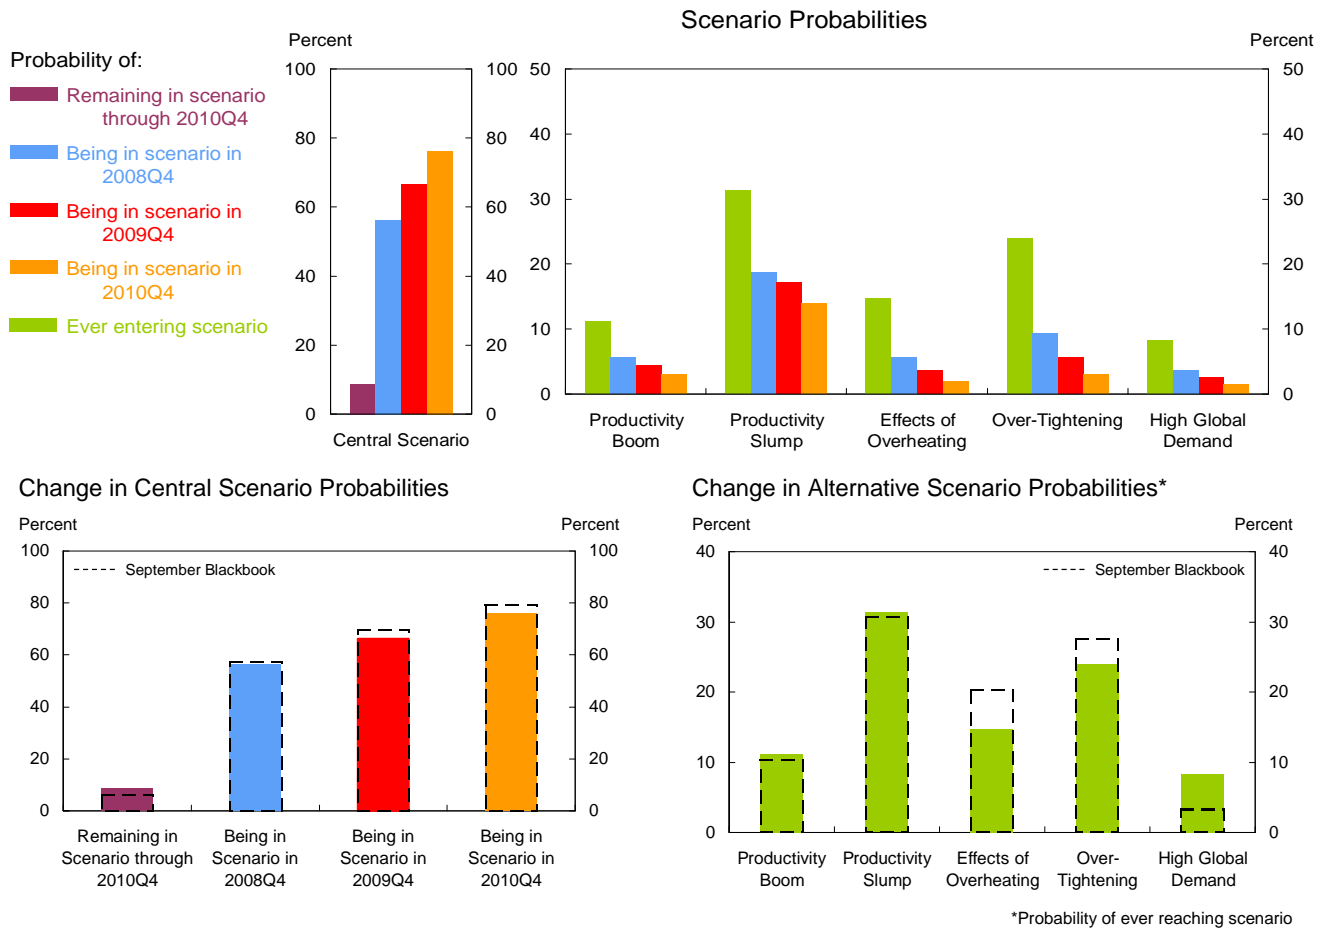 Scenario Probabilities
Percent
Percent
Probability of:
Remaining in scenario
through 2010Q4
Being in scenario in
2008Q4
Being in scenario in
2009Q4
Being in scenario in
2010Q4
Ever entering scenario
100
80
60
40
20
0
100
80
60
40
20
0
Central Scenario
50
40
30
20
10
0
50
40
30
20
10
0
Productivity
Boom
Productivity
Slump
Effects of
Overheating
Over-Tightening
High Global
Demand
Change in Central Scenario Probabilities
Percent
Percent
100
80
60
40
20
0
September Blackbook
100
80
60
40
20
0
Remaining in
Scenario through
2010Q4
Being in
Scenario in
2008Q4
Being in
Scenario in
2009Q4
Being in
Scenario in
2010Q4
Change in Alternative Scenario Probabilities*
Percent
Percent
40
30
20
10
0
September Blackbook
40
30
20
10
0
Productivity
Boom
Productivity
Slump
Effects of
Overheating
Over-
Tightening
High Global
Demand
*Probability of ever reaching scenario